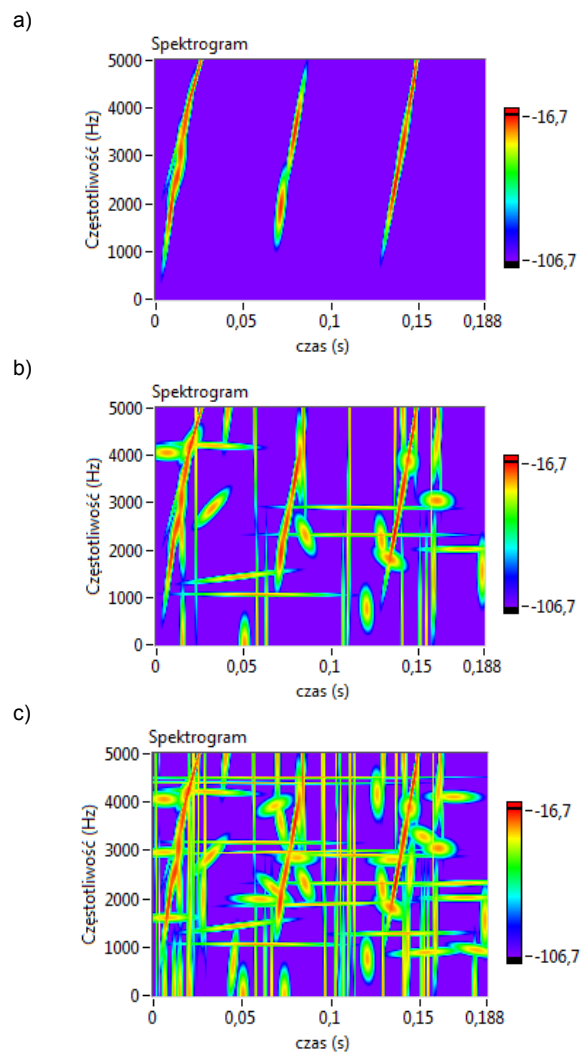 a)
Spektrogram
Częstotliwość (Hz)
5000
4000
3000
2000
1000
0
0 0,05 0,1 0,15 0,188
czas (s)
-16,7
-106,7
b)
Spektrogram
Częstotliwość (Hz)
5000
4000
3000
2000
1000
0
0 0,05 0,1 0,15 0,188
czas (s)
-16,7
-106,7
c)
Spektrogram
Częstotliwość (Hz)
5000
4000
3000
2000
1000
0
0 0,05 0,1 0,15 0,188
czas (s)
-16,7
-106,7